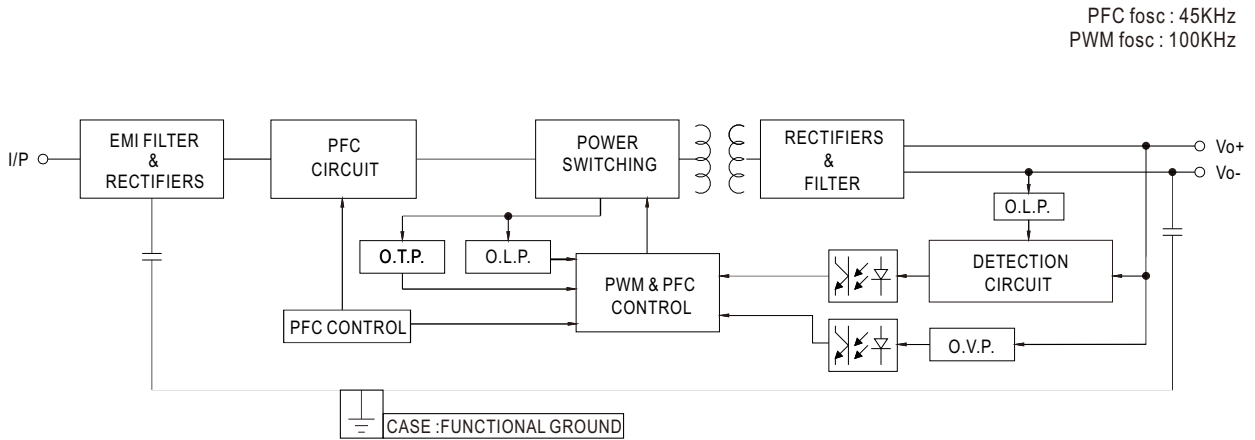 PFC fosc : 45KHz
PWM fosc : 100KHz
I/P
EMI FILTER
&
RECTIFIERS
PFC
CIRCUIT
POWER
SWITCHING
RECTIFIERS
&
FILTER
Vo+
Vo-
O.L.P.
O.T.P.
O.L.P.
DETECTION
CIRCUIT
PWM & PFC
CONTROL
PFC CONTROL
O.V.P.
CASE :FUNCTIONAL GROUND